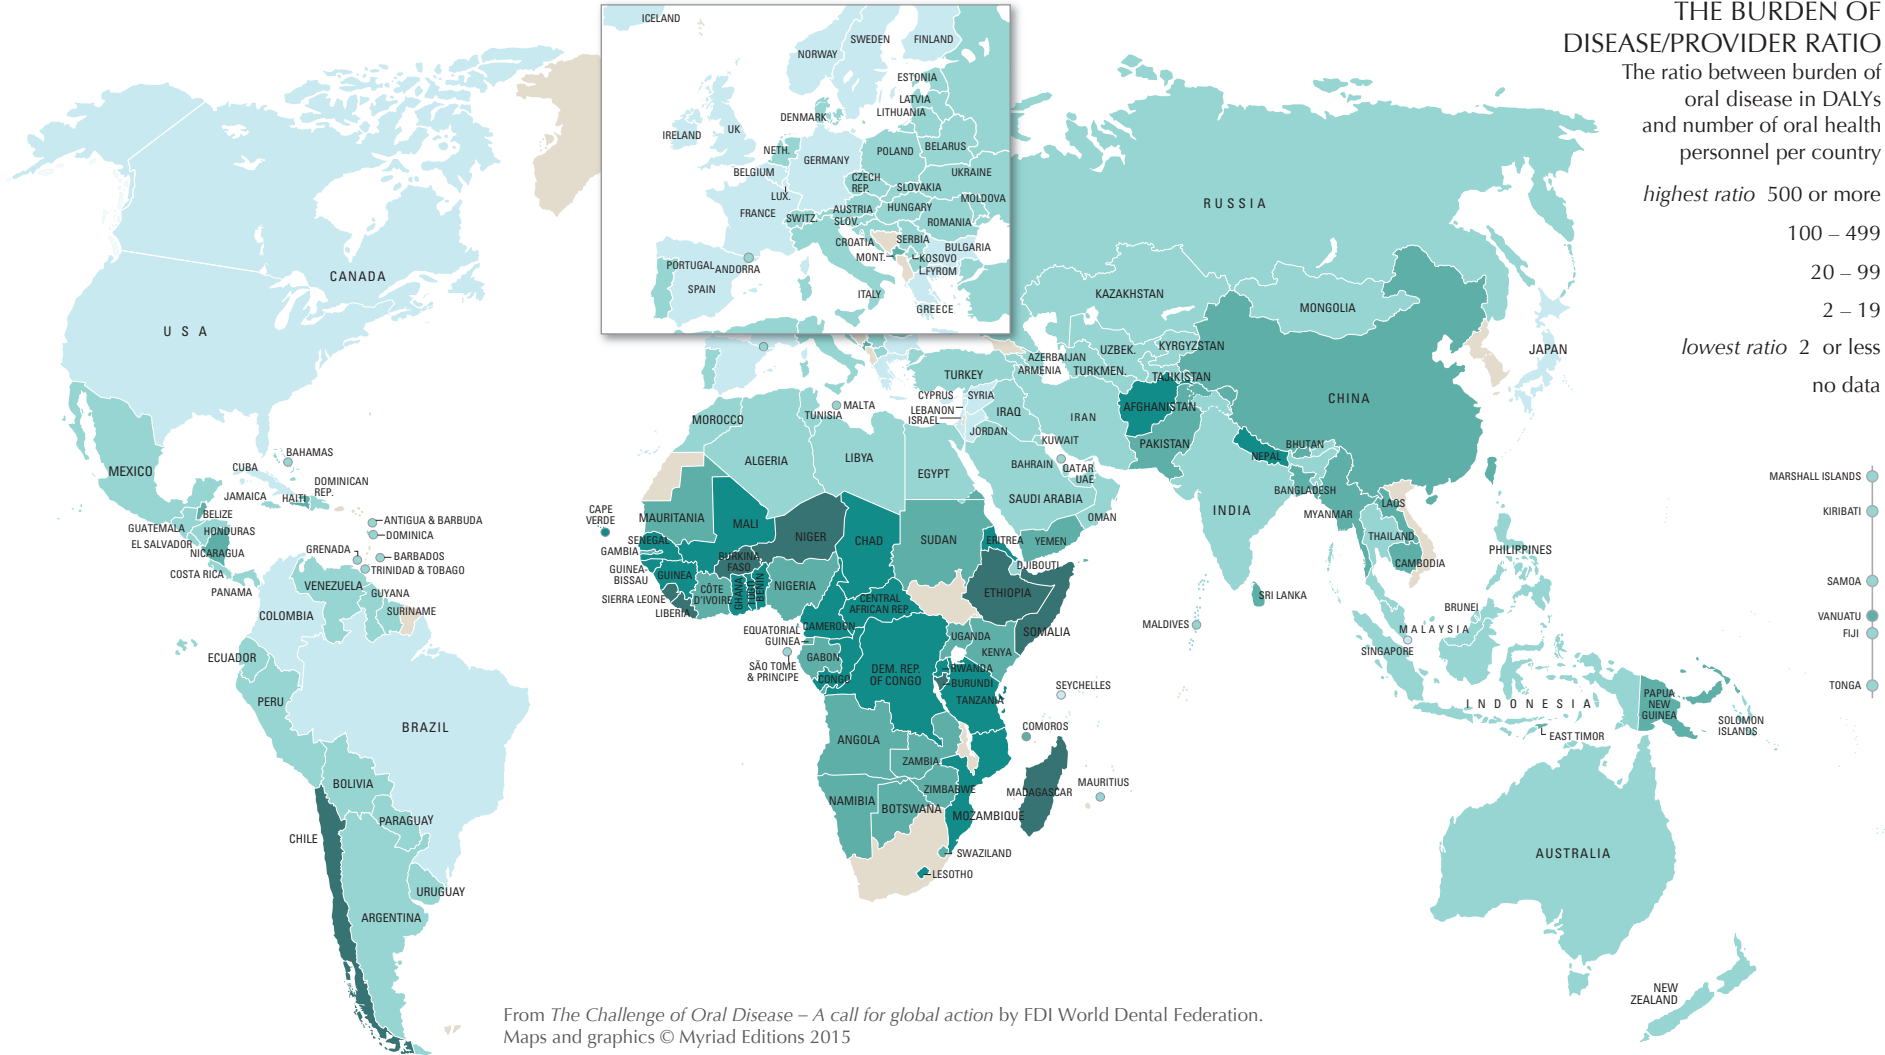 THE BURDEN OF
DISEASE/PROVIDER RATIO
The ratio between burden of
oral disease in DALYs
and number of oral health
personnel per country
highest ratio 500 or more
100 – 499
20 – 99
2 – 19
lowest ratio 2 or less
no data
ICELAND
NORWAY
SWEDEN
FINLAND
ESTONIA
LATVIA
LITHUANIA
DENMARK
IRELAND
UK
NETH.
GERMANY
POLAND
BELARUS
BELGIUM
CZECH
REP.
UKRAINE
SLOVAKIA
LUX.
MOLDOVA
FRANCE
SWITZ.
AUSTRIA
HUNGARY
SLOV.
ROMANIA
CROATIA
SERBIA
BULGARIA
MONT.
KOSOVO
FYROM
PORTUGAL
ANDORRA
SPAIN
ITALY
GREECE
CANADA
USA
MEXICO
BAHAMAS
CUBA
DOMINICAN
REP.
JAMAICA
HAITI
BELIZE
GUATEMALA
HONDURAS
EL SALVADOR
NICARAGUA
COSTA RICA
PANAMA
ANTIGUA & BARBUDA
DOMINICA
GRENADA
BARBADOS
TRINIDAD & TOBAGO
VENEZUELA
GUYANA
SURINAME
COLOMBIA
ECUADOR
PERU
BRAZIL
BOLIVIA
PARAGUAY
CHILE
URUGUAY
ARGENTINA
RUSSIA
KAZAKHSTAN
MONGOLIA
JAPAN
UZBEK.
KYRGYZSTAN
AZERBAIJAN
ARMENIA
TURKMEN.
TAJIKISTAN
TURKEY
CHINA
CYPRUS
SYRIA
LEBANON
ISRAEL
IRAQ
IRAN
AFGHANISTAN
JORDAN
KUWAIT
PAKISTAN
BHUTAN
NEPAL
BAHRAIN
QATAR
UAE
SAUDI ARABIA
OMAN
YEMEN
INDIA
BANGLADESH
MYANMAR
LAOS
THAILAND
CAMBODIA
PHILIPPINES
SRI LANKA
MALDIVES
BRUNEI
MALAYSIA
SINGAPORE
INDONESIA
EAST TIMOR
PAPUA
NEW
GUINEA
SOLOMON
ISLANDS
MARSHALL ISLANDS
KIRIBATI
SAMOA
VANUATU
FIJI
TONGA
AUSTRALIA
NEW
ZEALAND
MALTA
TUNISIA
MOROCCO
ALGERIA
LIBYA
EGYPT
CAPE
VERDE
MAURITANIA
MALI
NIGER
CHAD
SUDAN
ERITREA
DJIBOUTI
SENEGAL
GAMBIA
GUINEA-
BISSAU
GUINEA
SIERRA LEONE
LIBERIA
BURKINA
FASO
CÔTE
D'IVOIRE
GHANA
TOGO
BENIN
NIGERIA
CENTRAL
AFRICAN REP.
CAMEROON
ETHIOPIA
SOMALIA
EQUATORIAL
GUINEA
SÃO TOME
& PRINCIPE
GABON
CONGO
DEM. REP.
OF CONGO
UGANDA
KENYA
RWANDA
BURUNDI
TANZANIA
SEYCHELLES
COMOROS
ANGOLA
ZAMBIA
ZIMBABWE
MADAGASCAR
MAURITIUS
NAMIBIA
BOTSWANA
MOZAMBIQUE
SWAZILAND
LESOTHO
From The Challenge of Oral Disease – A call for global action by FDI World Dental Federation.
Maps and graphics © Myriad Editions 2015